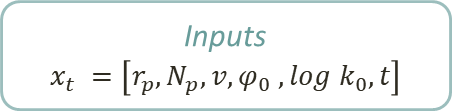 Inputs
x_t = [r_p, N_p, v, φ_0 , log k_0, t]